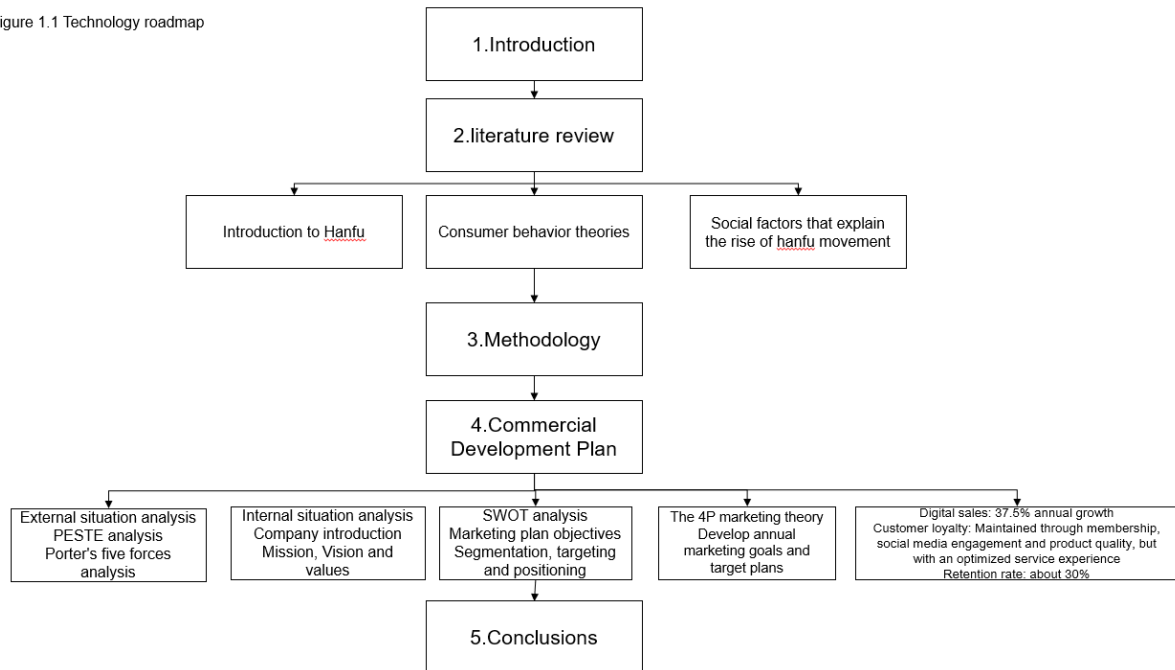 igure 1.1 Technology roadmap
1.Introduction
2.literature review
Introduction to Hanfu
Consumer behavior theories
Social factors that explain
the rise of hanfu movement
3.Methodology
4.Commercial
Development Plan
External situation analysis
PESTE analysis
Porter's five forces
analysis
Internal situation analysis
Company introduction
Mission, Vision and
values
SWOT analysis
Marketing plan objectives
Segmentation, targeting
and positioning
The 4P marketing theory
Develop annual
marketing goals and
target plans
Digital sales: 37.5% annual growth
Customer loyalty: Maintained through membership,
social media engagement and product quality, but
with an optimized service experience
Retention rate: about 30%
5.Conclusions